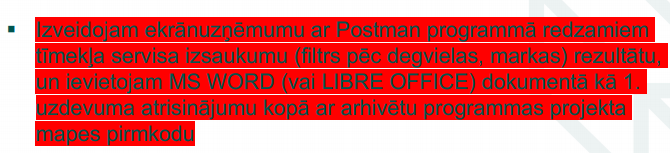 ▪ Izveidojam ekrānuzņēmumu ar Postman programmā redzamiem
tīmekļa servisa izsaukumu (filtrs pēc degvielas, markas) rezultātu,
un ievietojam MS WORD (vai LIBRE OFFICE) dokumentā kā 1.
uzdevuma atrisinājumu kopā ar arhivētu programmas projekta
mapes pirmkodu